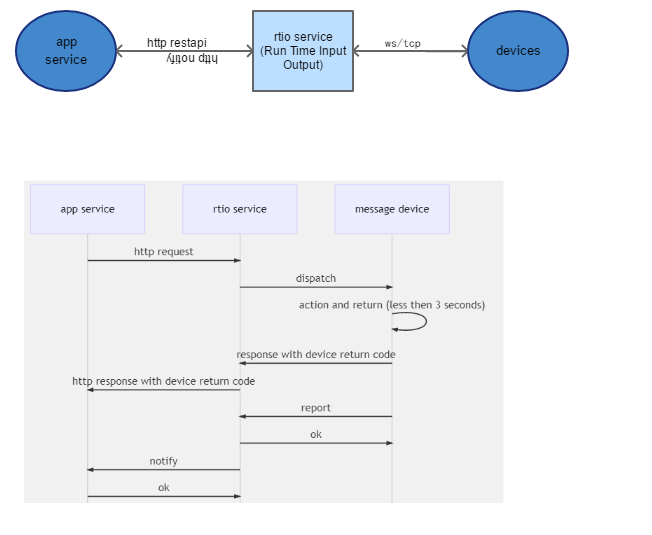 app
service
http restapi
http notify
rtio service
(Run Time Input
Output)
ws/tcp
devices
app service
rtio service
message device
http request
dispatch
action and return (less then 3 seconds)
response with device return code
http response with device return code
report
ok
notify
ok